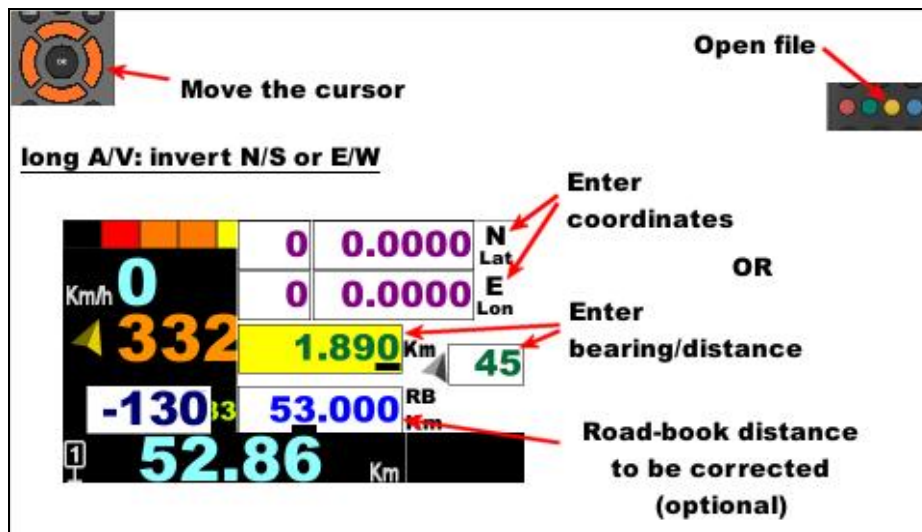 Open file
Move the cursor
long A/V: invert N/S or E/W
Enter
coordinates
0 0.0000 N
Lat
OR
Km/h 0
0 0.0000 E
Lon
332
Enter
bearing/distance
1.890 Km
45
-130 33
53.000 RB
Km
Road-book distance
to be corrected
(optional)
1 52.86 Km